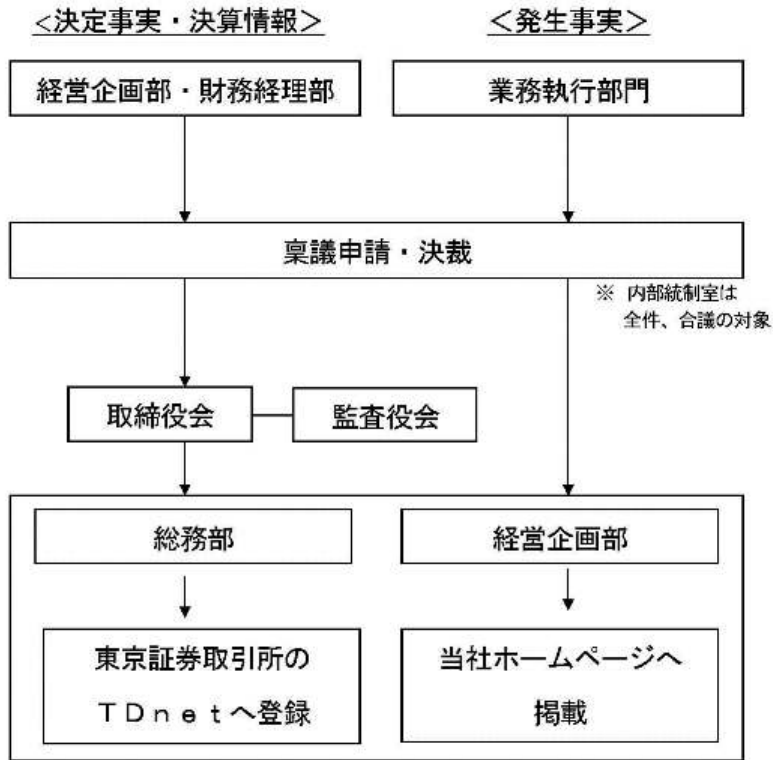 <決定事実・決算情報>
<発生事実>
経営企画部・財務経理部
業務執行部門
稟議申請・決裁
※ 内部統制室は
全件、合議の対象
取締役会
監査役会
総務部
経営企画部
東京証券取引所の
ＴＤｎｅｔへ登録
当社ホームページへ
掲載